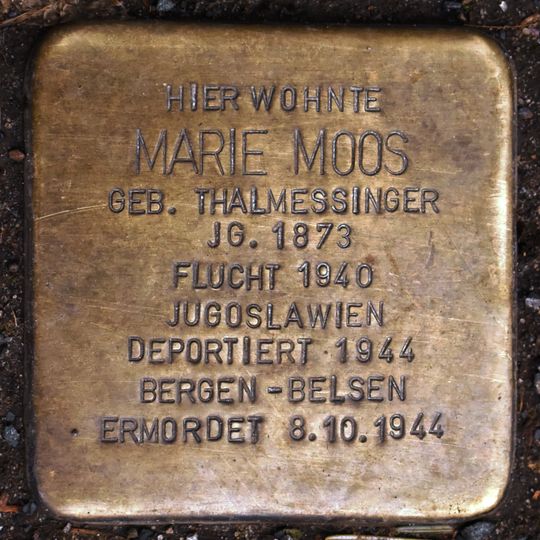 HIER WOHNTE
MARIE MOOS
GEB. THALMESSINGER
JG. 1873
FLUCHT 1940
JUGOSLAWIEN
DEPORTIERT 1944
BERGEN-BELSEN
ERMORDET 8.10.1944